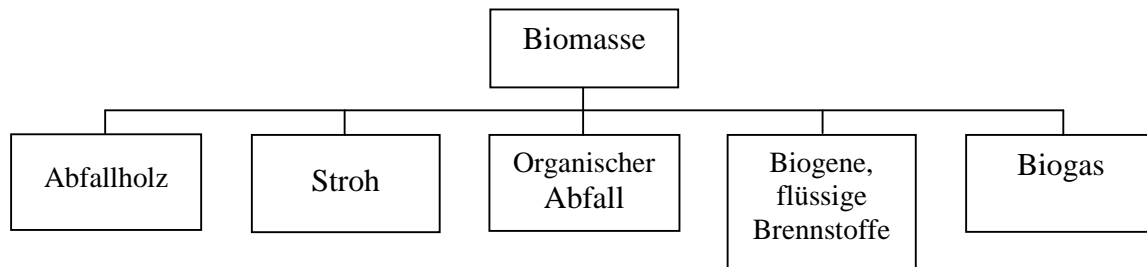 Biomasse
Abfallholz
Stroh
Organischer
Abfall
Biogene,
flüssige
Brennstoffe
Biogas